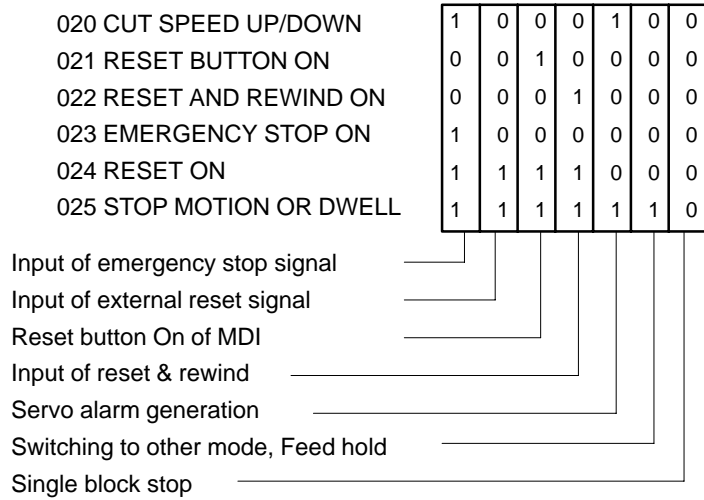 020 CUT SPEED UP/DOWN 1 0 0 0 1 0 0
021 RESET BUTTON ON 0 0 1 0 0 0 0
022 RESET AND REWIND ON 0 0 0 1 0 0 0
023 EMERGENCY STOP ON 1 0 0 0 0 0 0
024 RESET ON 1 1 1 1 0 0 0
025 STOP MOTION OR DWELL 1 1 1 1 1 1 0
Input of emergency stop signal
Input of external reset signal
Reset button On of MDI
Input of reset & rewind
Servo alarm generation
Switching to other mode, Feed hold
Single block stop